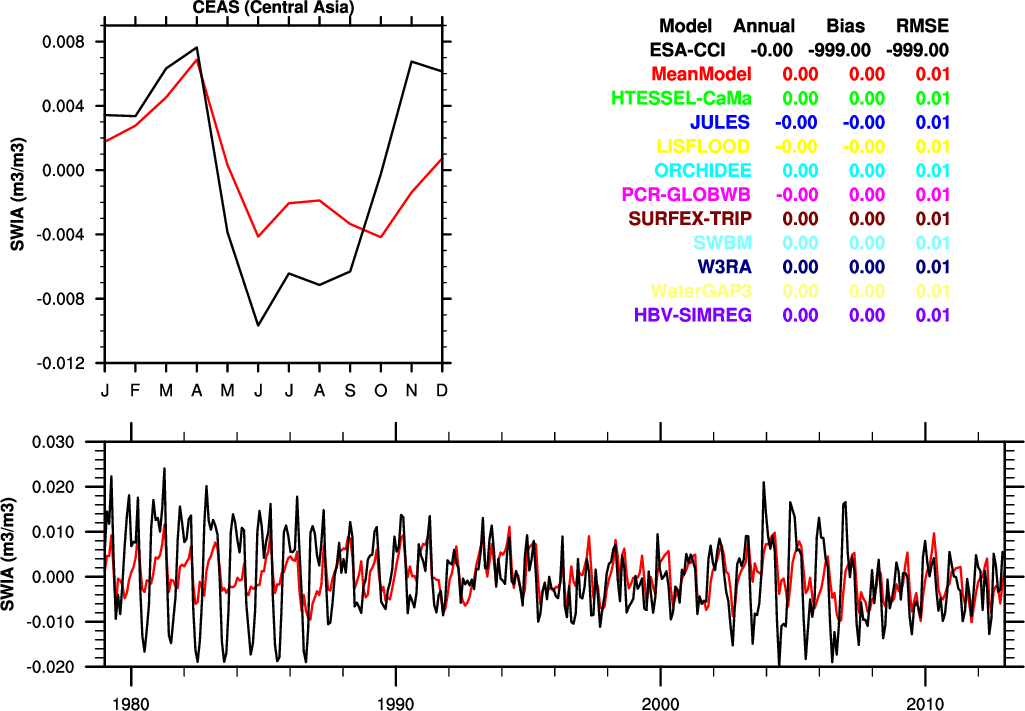 CEAS (Central Asia)
0.008
0.004
0.000
-0.004
-0.008
-0.012
SWIA (m3/m3)
J F M A M J J A S O N D
Model Annual Bias RMSE
ESA-CCI -0.00 -999.00 -999.00
MeanModel 0.00 0.00 0.01
HTESSEL-CaMa 0.00 0.00 0.01
JULES -0.00 -0.00 0.01
LISFLOOD -0.00 -0.00 0.01
ORCHIDEE 0.00 0.00 0.01
PCR-GLOBWB -0.00 0.00 0.01
SURFEX-TRIP 0.00 0.00 0.01
SWBM 0.00 0.00 0.01
W3RA 0.00 0.00 0.01
WaterGAP3 0.00 0.00 0.01
HBV-SIMREG 0.00 0.00 0.01
0.030
0.020
0.010
0.000
-0.010
-0.020
SWIA (m3/m3)
1980 1990 2000 2010